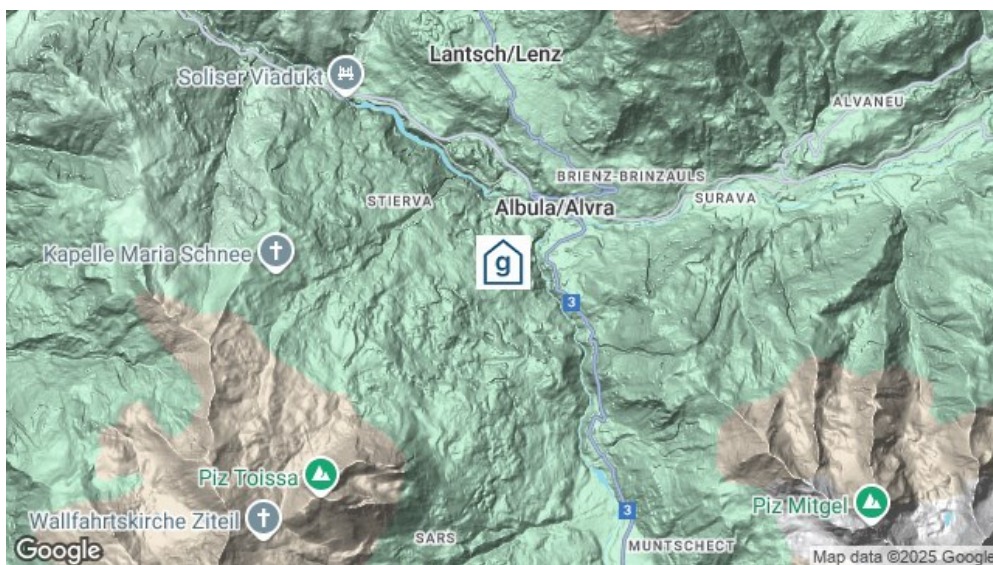 Lantsch/Lenz
Soliser Viadukt
ALVANEU
BRIENZ-BRINZAULS
STIERVA
Albula/Alvra
SURAVA
Kapelle Maria Schnee
g
3
Piz Toissa
Piz Mitgel
Wallfahrtskirche Ziteil
3
SARS
MUNTSCHECT
Google
Map data ©2025 Google